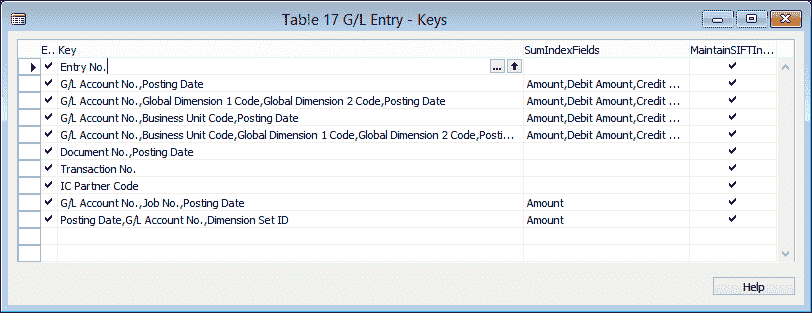 Table 17 G/L Entry - Keys
E.. Key SumIndexFields MaintainSIFTIn...
Entry No. ...
G/L Account No.,Posting Date Amount,Debit Amount,Credit ...
G/L Account No.,Global Dimension 1 Code,Global Dimension 2 Code,Posting Date Amount,Debit Amount,Credit ...
G/L Account No.,Business Unit Code,Posting Date Amount,Debit Amount,Credit ...
G/L Account No.,Business Unit Code,Global Dimension 1 Code,Global Dimension 2 Code,Posti... Amount,Debit Amount,Credit ...
Document No.,Posting Date
Transaction No.
IC Partner Code
G/L Account No.,Job No.,Posting Date Amount
Posting Date,G/L Account No.,Dimension Set ID Amount
Help